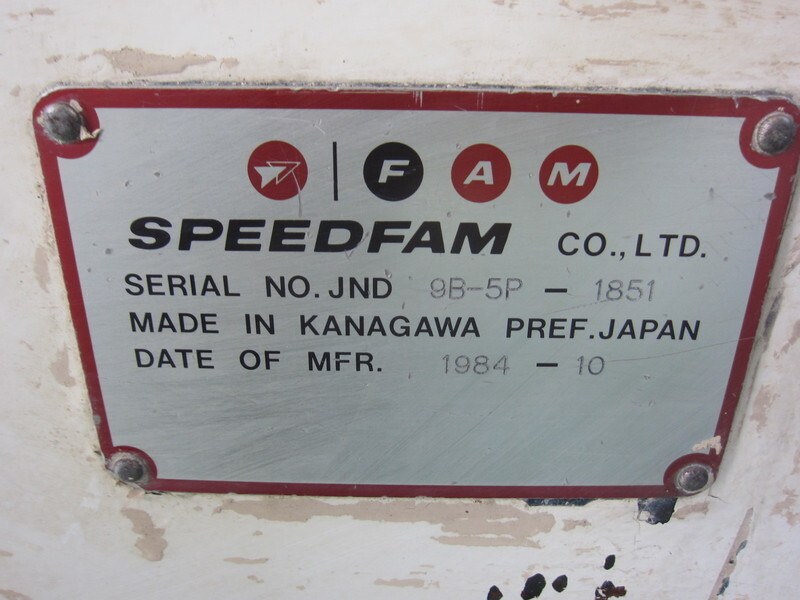 FAM
SPEEDFAM CO., LTD.
SERIAL NO. JND 9B-5P - 1851
MADE IN KANAGAWA PREF. JAPAN
DATE OF MFR. 1984 - 10